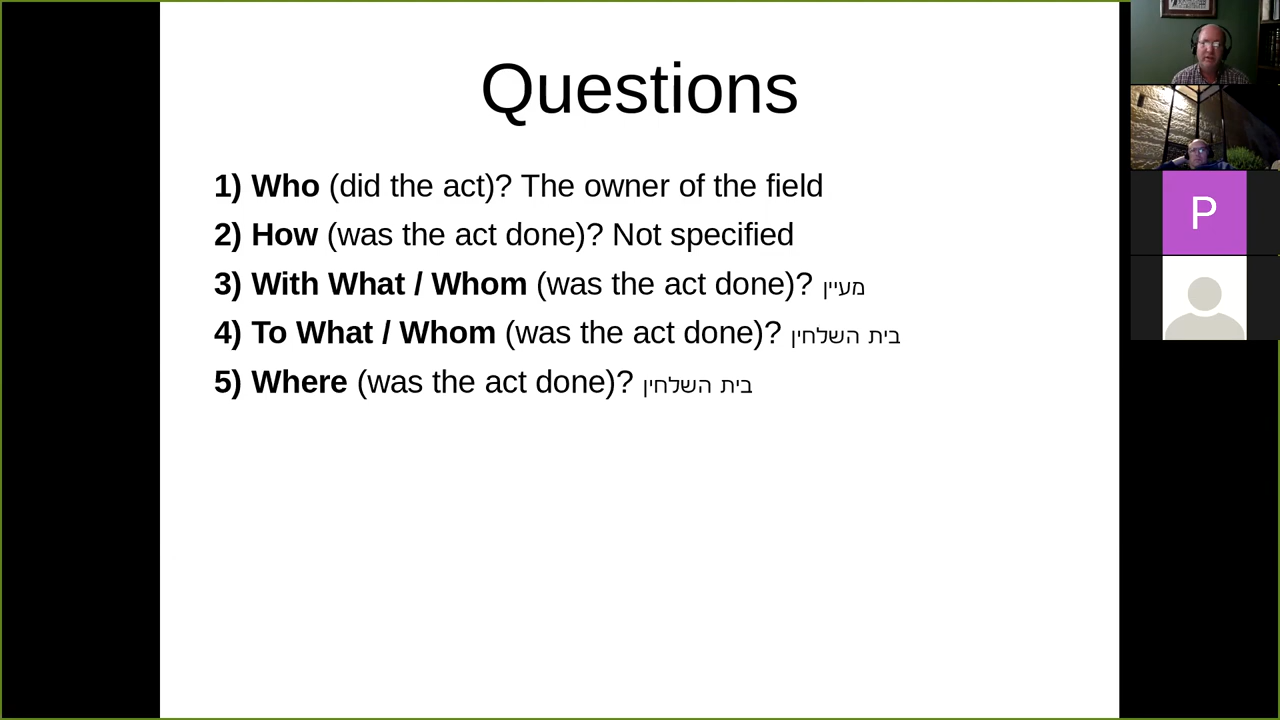 Questions
1) Who (did the act)? The owner of the field
2) How (was the act done)? Not specified
3) With What / Whom (was the act done)? מעיין
4) To What / Whom (was the act done)? בית השלחין
5) Where (was the act done)? בית השלחין
P